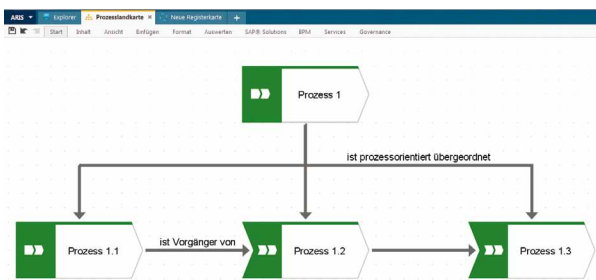 ARIS Explorer Prozesslandkarte × Neue Registerkarte +
Start Inhalt Ansicht Einfügen Format Auswerten SAP® Solutions BPM Services Governance
Prozess 1
ist prozessorientiert übergeordnet
Prozess 1.1 ist Vorgänger von Prozess 1.2 Prozess 1.3